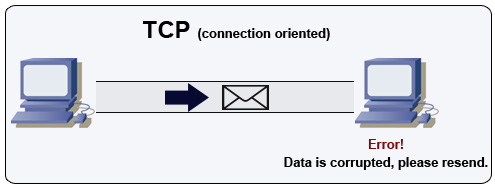 TCP (connection oriented)
Error!
Data is corrupted, please resend.